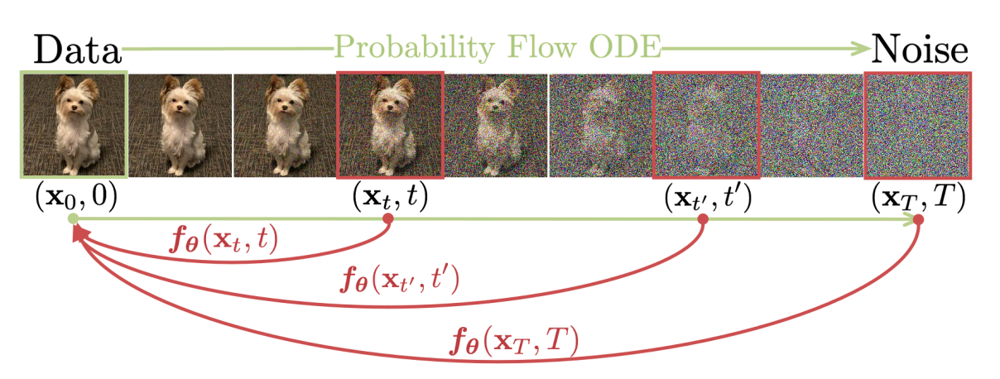 Data Probability Flow ODE Noise
(x₀, 0) (xₜ, t) (xₜ′, t′) (x_T, T)
f_θ(xₜ, t)
f_θ(xₜ′, t′)
f_θ(x_T, T)